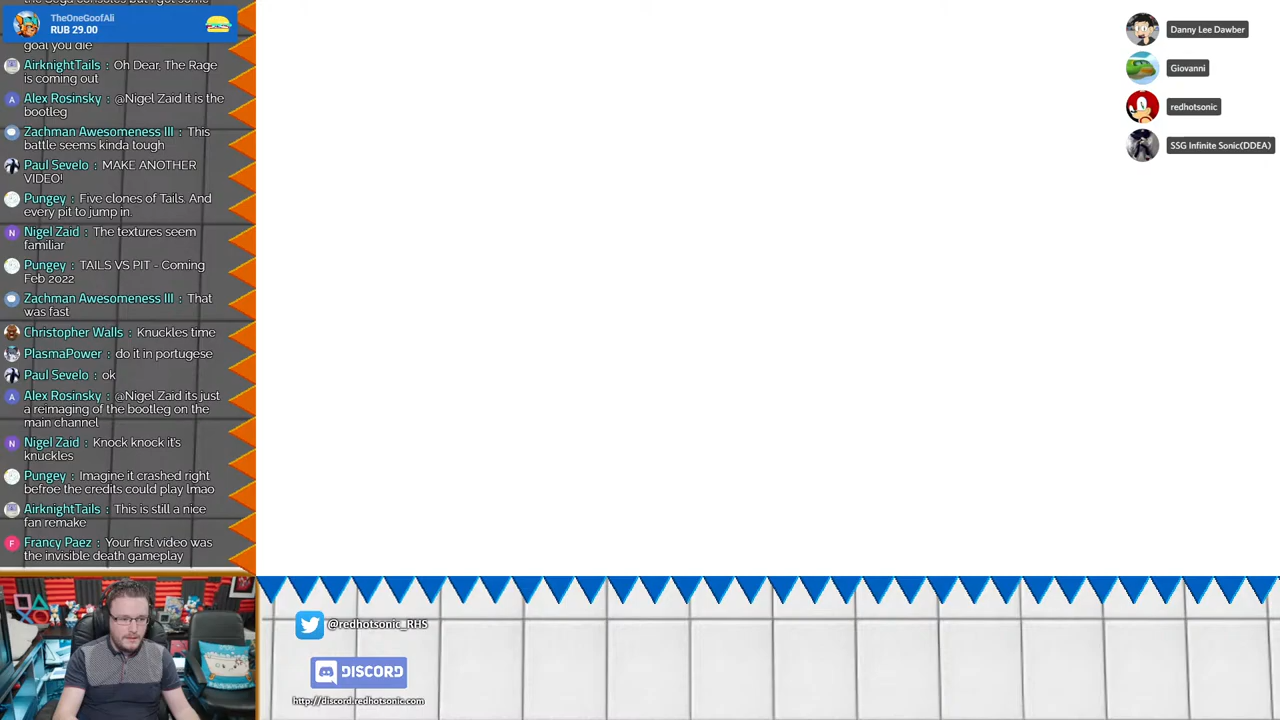 the Sega consoles but I got some
TheOneGoofAli
RUB 29.00
goal you die
AirknightTails : Oh Dear, The Rage
is coming out
Alex Rosinsky : @Nigel Zaid it is the
bootleg
Zachman Awesomeness III : This
battle seems kinda tough
Paul Sevelo : MAKE ANOTHER
VIDEO!
Pungey : Five clones of Tails. And
every pit to jump in.
Nigel Zaid : The textures seem
familiar
Pungey : TAILS VS PIT - Coming
Feb 2022
Zachman Awesomeness III : That
was fast
Christopher Walls : Knuckles time
PlasmaPower : do it in portugese
Paul Sevelo : ok
Alex Rosinsky : @Nigel Zaid its just
a reimaging of the bootleg on the
main channel
Nigel Zaid : Knock knock it's
knuckles
Pungey : Imagine it crashed right
befroe the credits could play lmao
AirknightTails : This is still a nice
fan remake
Francy Paez : Your first video was
the invisible death gameplay
Danny Lee Dawber
Giovanni
redhotsonic
SSG Infinite Sonic(DDEA)
@redhotsonic_RHS
DISCORD
http://discord.redhotsonic.com